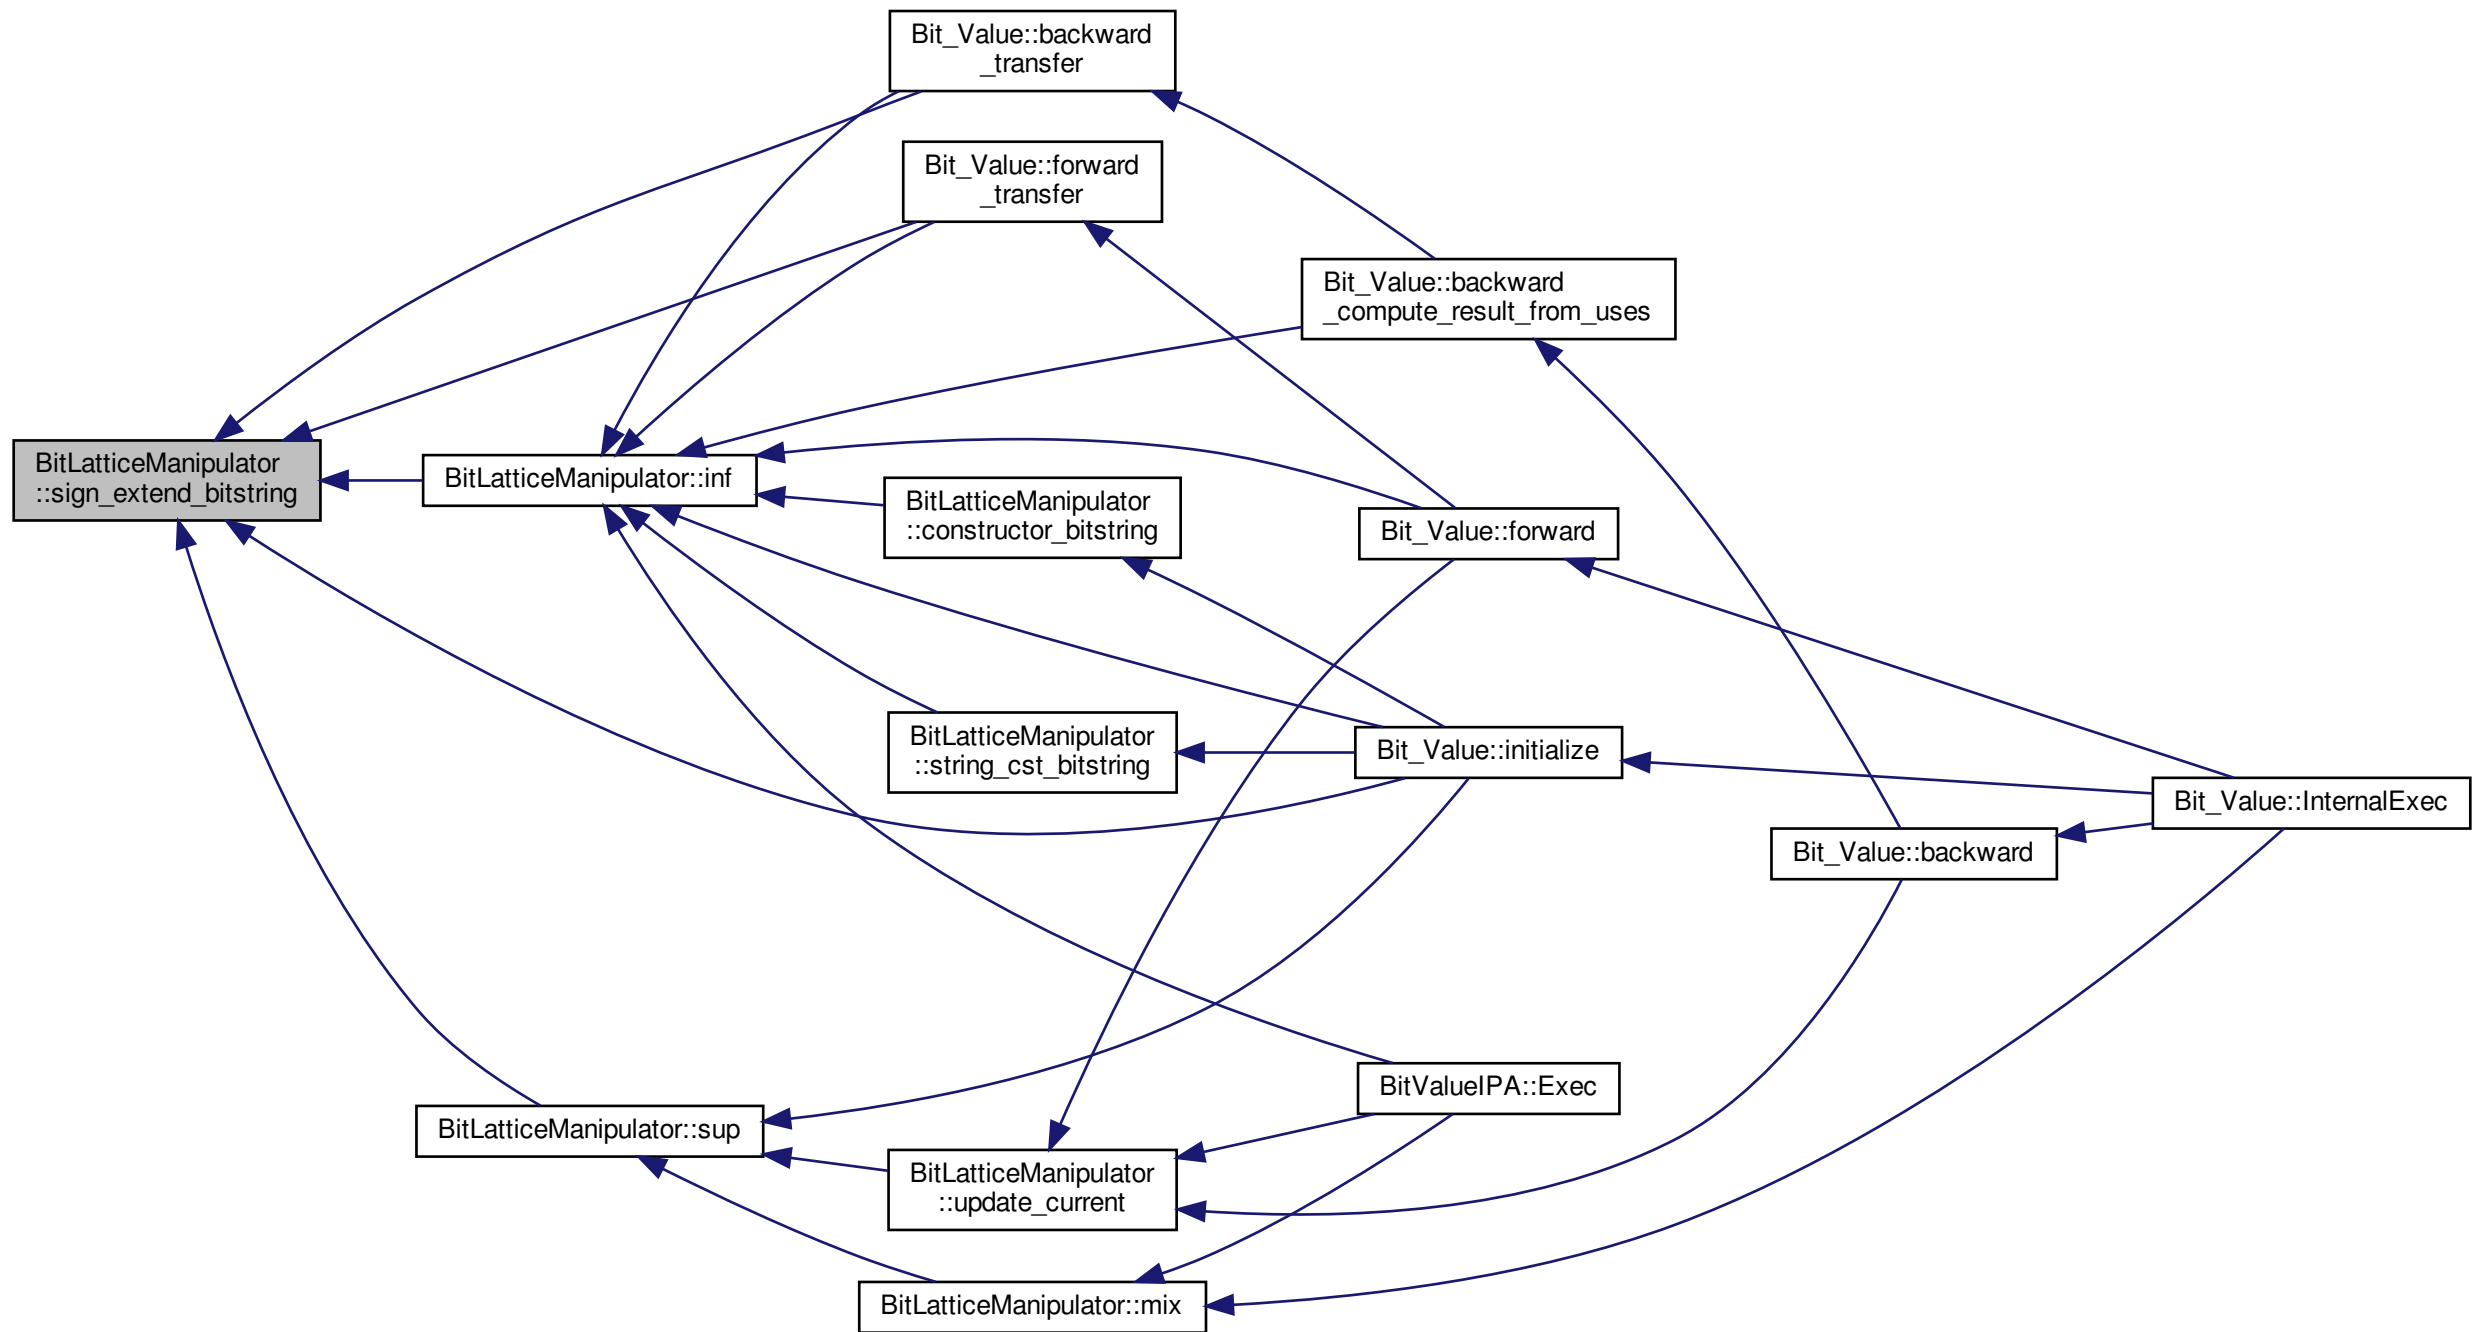 Bit_Value::backward
_transfer
Bit_Value::forward
_transfer
Bit_Value::backward
_compute_result_from_uses
BitLatticeManipulator
::sign_extend_bitstring
BitLatticeManipulator::inf
BitLatticeManipulator
::constructor_bitstring
Bit_Value::forward
BitLatticeManipulator
::string_cst_bitstring
Bit_Value::initialize
Bit_Value::InternalExec
Bit_Value::backward
BitValueIPA::Exec
BitLatticeManipulator::sup
BitLatticeManipulator
::update_current
BitLatticeManipulator::mix